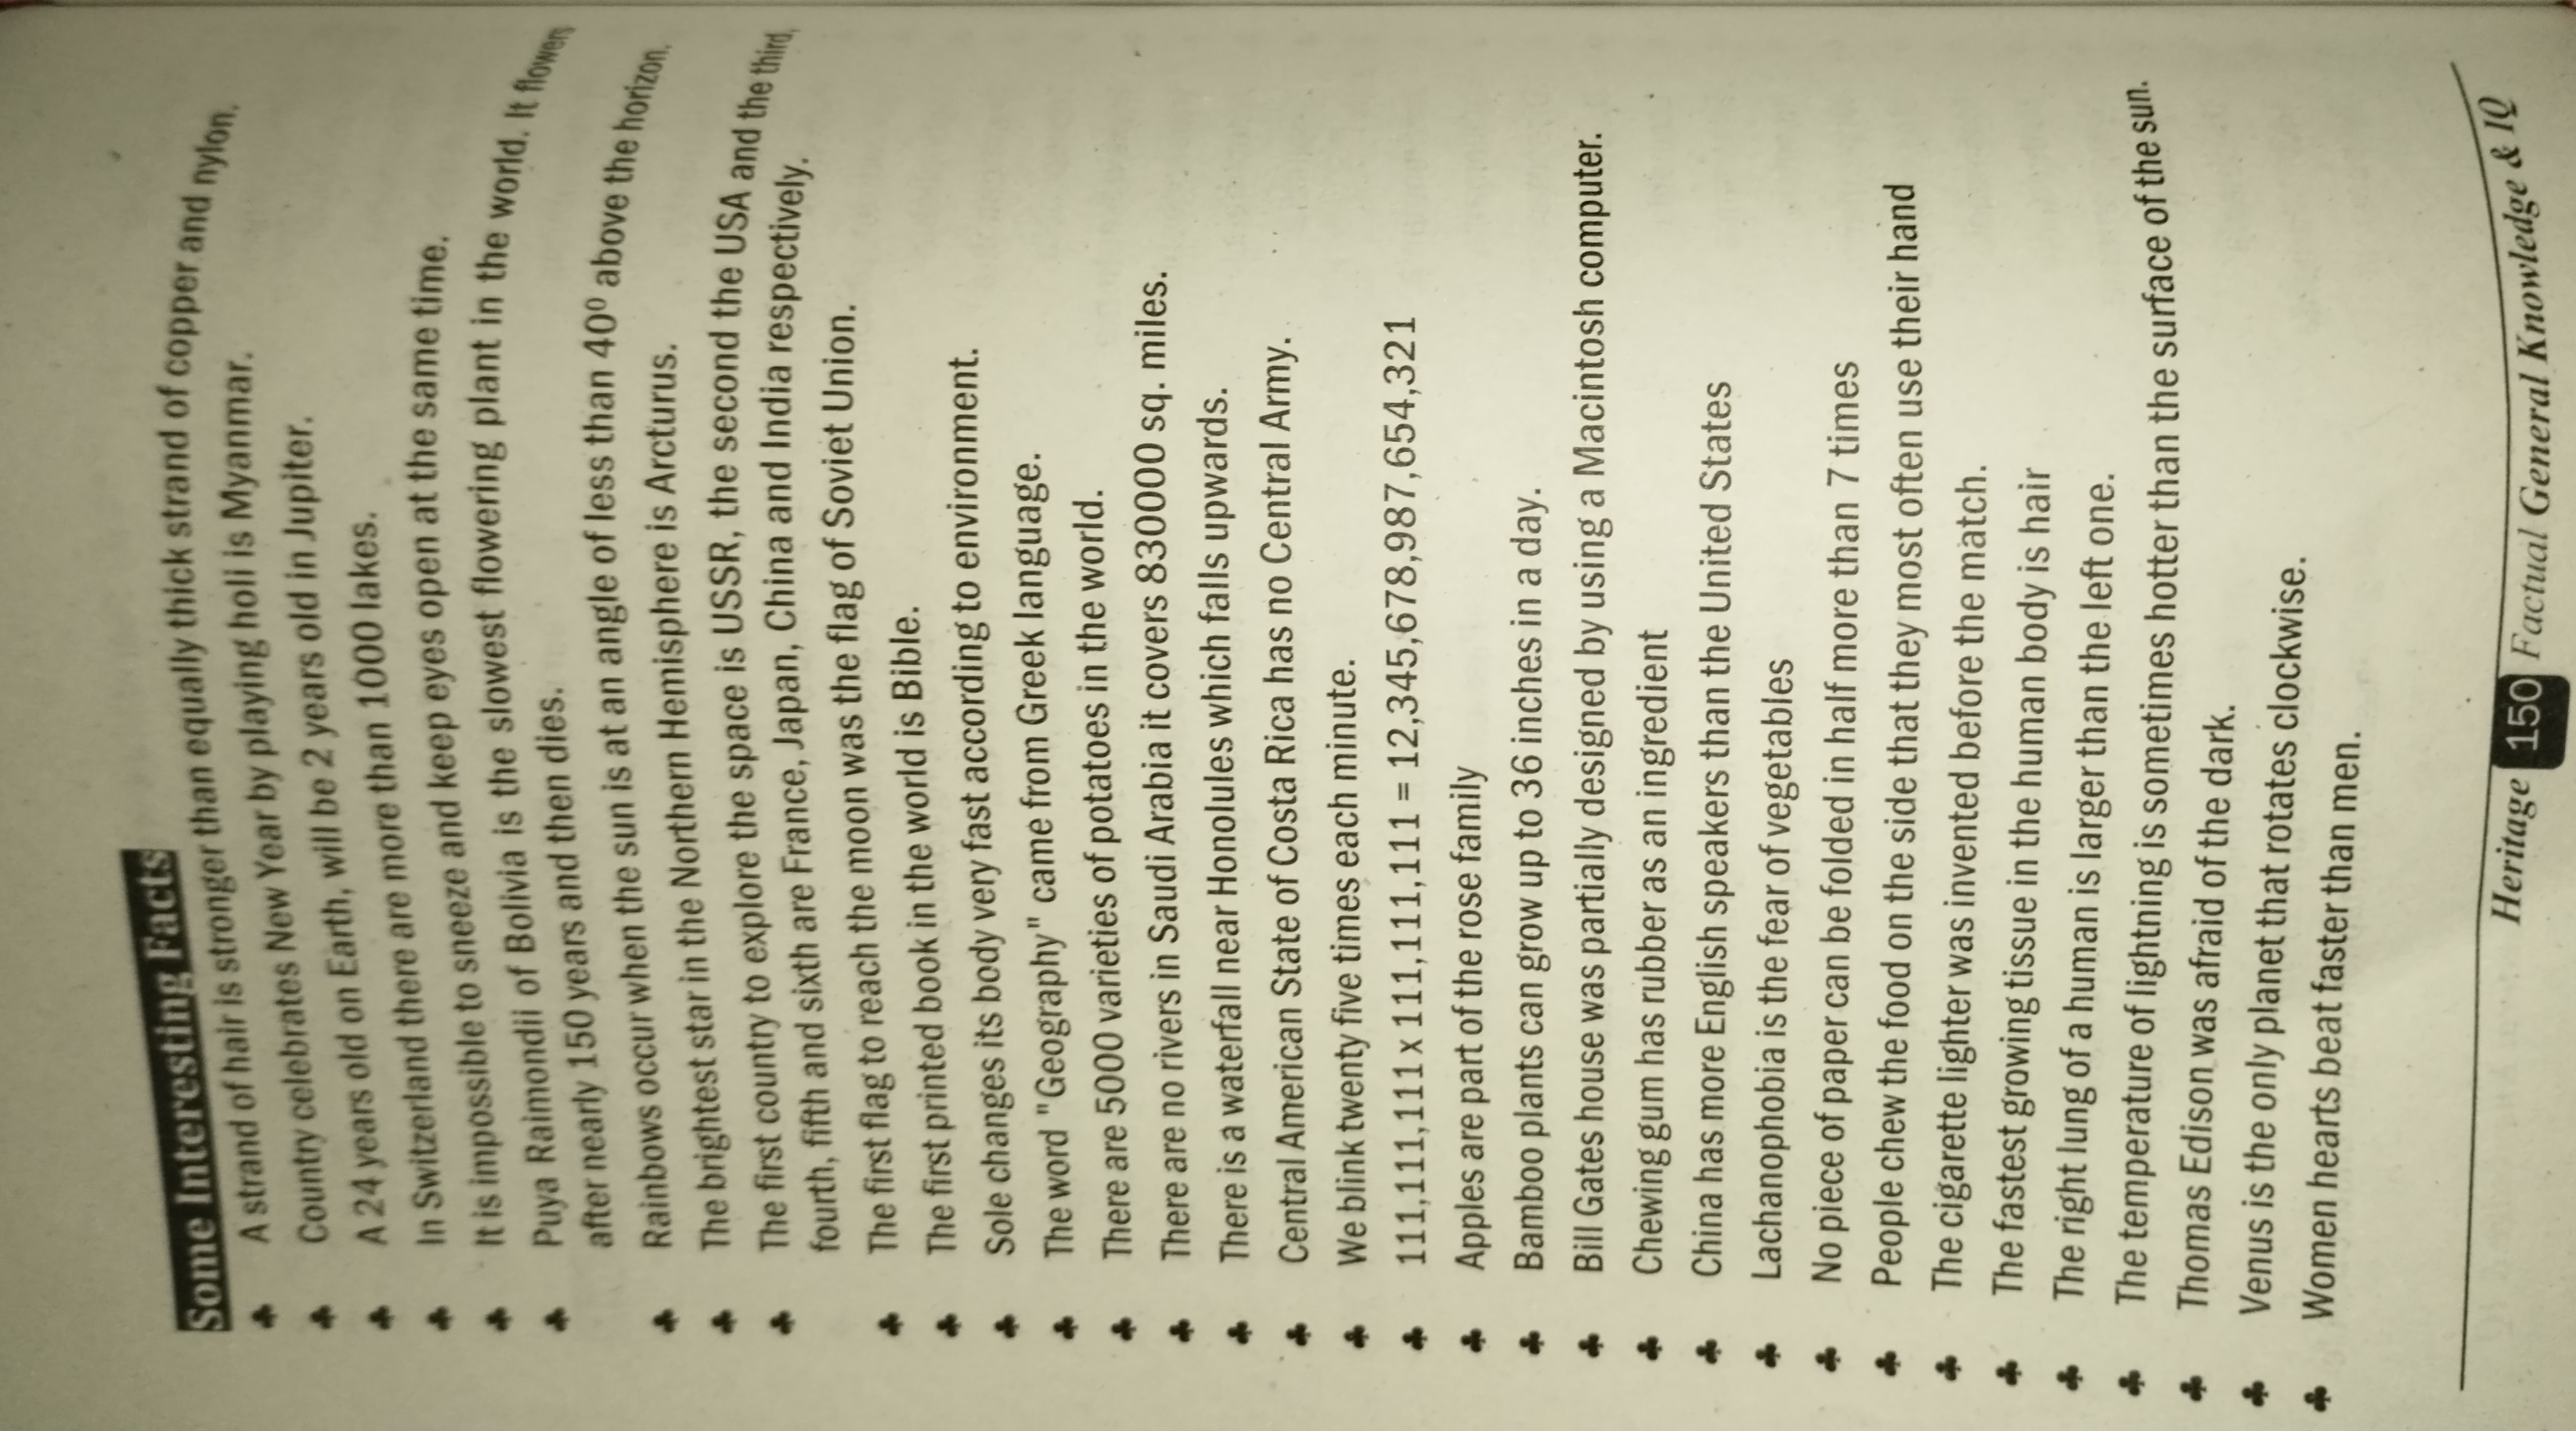 Some Interesting Facts
♣ A strand of hair is stronger than equally thick strand of copper and nylon.
♣ Country celebrates New Year by playing holi is Myanmar.
♣ A 24 years old on Earth, will be 2 years old in Jupiter.
♣ In Switzerland there are more than 1000 lakes.
♣ It is impossible to sneeze and keep eyes open at the same time.
♣ Puya Raimondii of Bolivia is the slowest flowering plant in the world. It flowers
after nearly 150 years and then dies.
♣ Rainbows occur when the sun is at an angle of less than 40⁰ above the horizon.
♣ The brightest star in the Northern Hemisphere is Arcturus.
♣ The first country to explore the space is USSR, the second the USA and the third,
fourth, fifth and sixth are France, Japan, China and India respectively.
♣ The first flag to reach the moon was the flag of Soviet Union.
♣ The first printed book in the world is Bible.
♣ Sole changes its body very fast according to environment.
♣ The word "Geography" came from Greek language.
♣ There are 5000 varieties of potatoes in the world.
♣ There are no rivers in Saudi Arabia it covers 830000 sq. miles.
♣ There is a waterfall near Honolules which falls upwards.
♣ Central American State of Costa Rica has no Central Army.
♣ We blink twenty five times each minute.
♣ 111,111,111 x 111,111,111 = 12,345,678,987,654,321
♣ Apples are part of the rose family
♣ Bamboo plants can grow up to 36 inches in a day.
♣ Bill Gates house was partially designed by using a Macintosh computer.
♣ Chewing gum has rubber as an ingredient
♣ China has more English speakers than the United States
♣ Lachanophobia is the fear of vegetables
♣ No piece of paper can be folded in half more than 7 times
♣ People chew the food on the side that they most often use their hand
♣ The cigarette lighter was invented before the match.
♣ The fastest growing tissue in the human body is hair
♣ The right lung of a human is larger than the left one.
♣ The temperature of lightning is sometimes hotter than the surface of the sun.
♣ Thomas Edison was afraid of the dark.
♣ Venus is the only planet that rotates clockwise.
♣ Women hearts beat faster than men.
Heritage 150 Factual General Knowledge & IQ